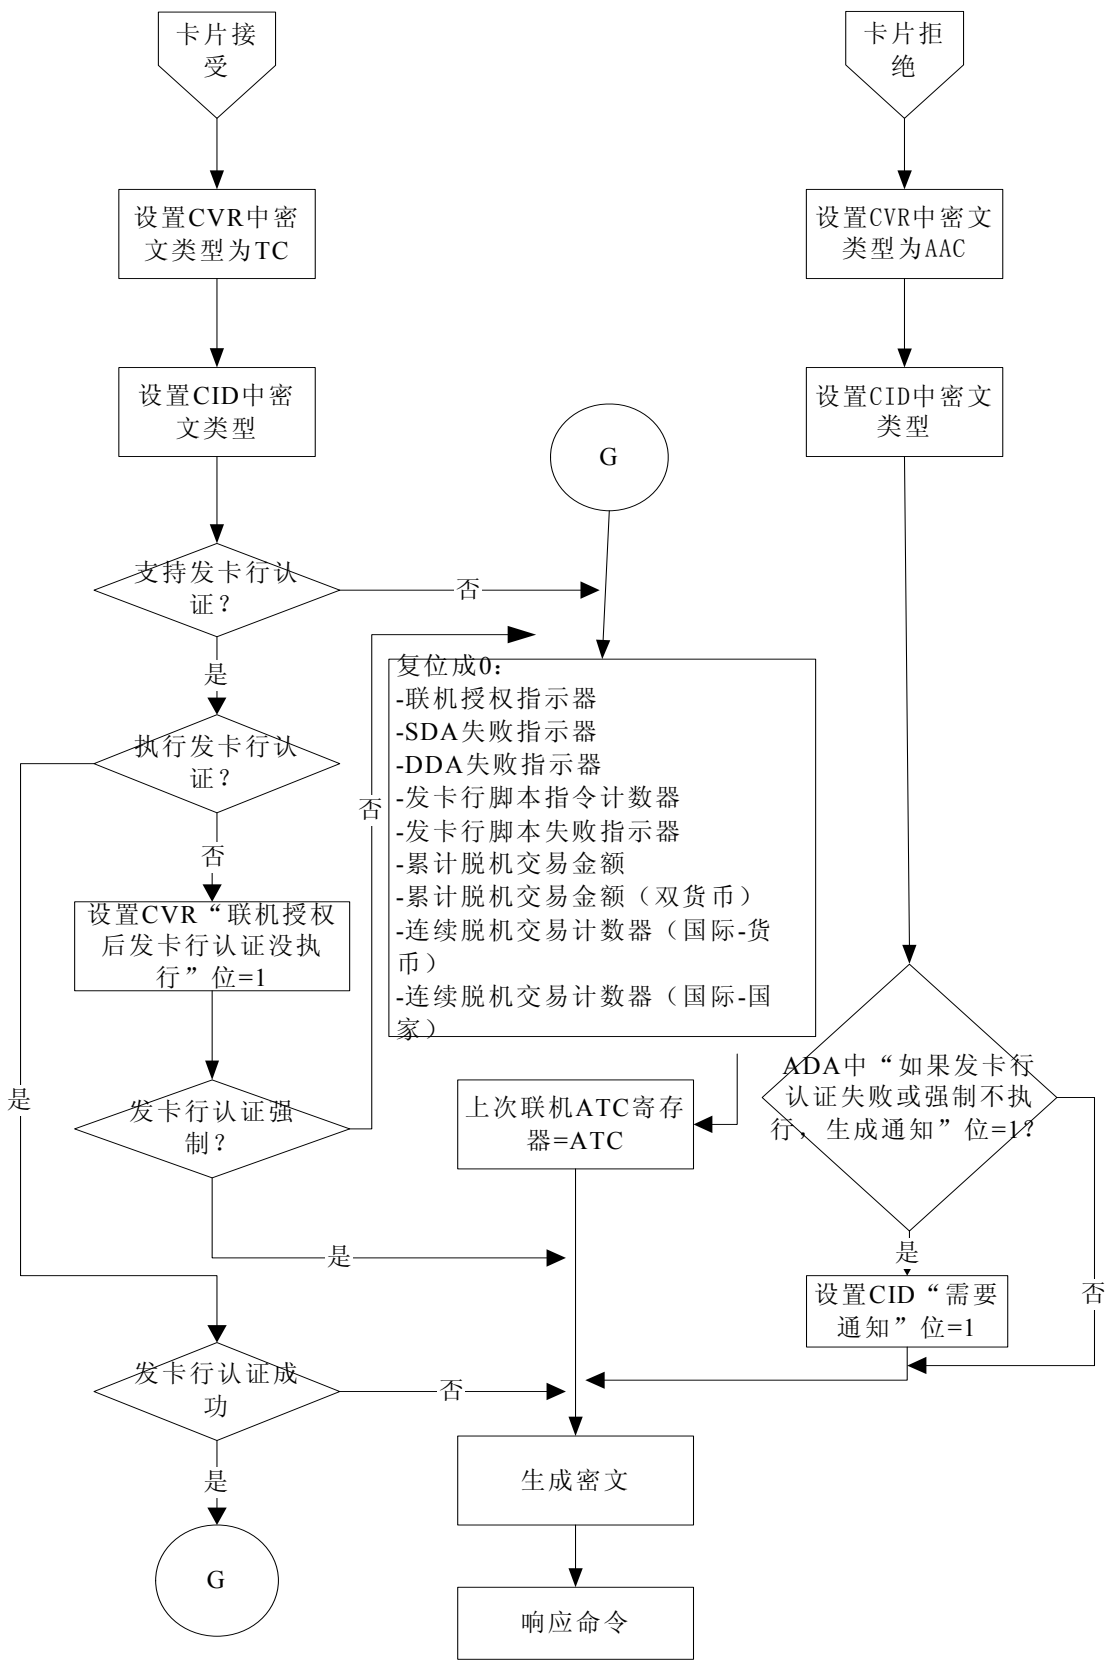 卡片接
受
卡片拒
绝
设置CVR中密
文类型为TC
设置CVR中密文
类型为AAC
设置CID中密
文类型
设置CID中密文
类型
G
支持发卡行认
证？
否
是
复位成0：
-联机授权指示器
-SDA失败指示器
-DDA失败指示器
-发卡行脚本指令计数器
-发卡行脚本失败指示器
-累计脱机交易金额
-累计脱机交易金额（双货币）
-连续脱机交易计数器（国际-货
币）
-连续脱机交易计数器（国际-国
家）
执行发卡行认
证？
否
否
设置CVR“联机授权
后发卡行认证没执
行”位=1
是
发卡行认证强
制？
上次联机ATC寄存
器=ATC
ADA中“如果发卡行
认证失败或强制不执
行，生成通知”位=1?
是
是
否
设置CID“需要
通知”位=1
发卡行认证成
功
否
是
生成密文
G
响应命令